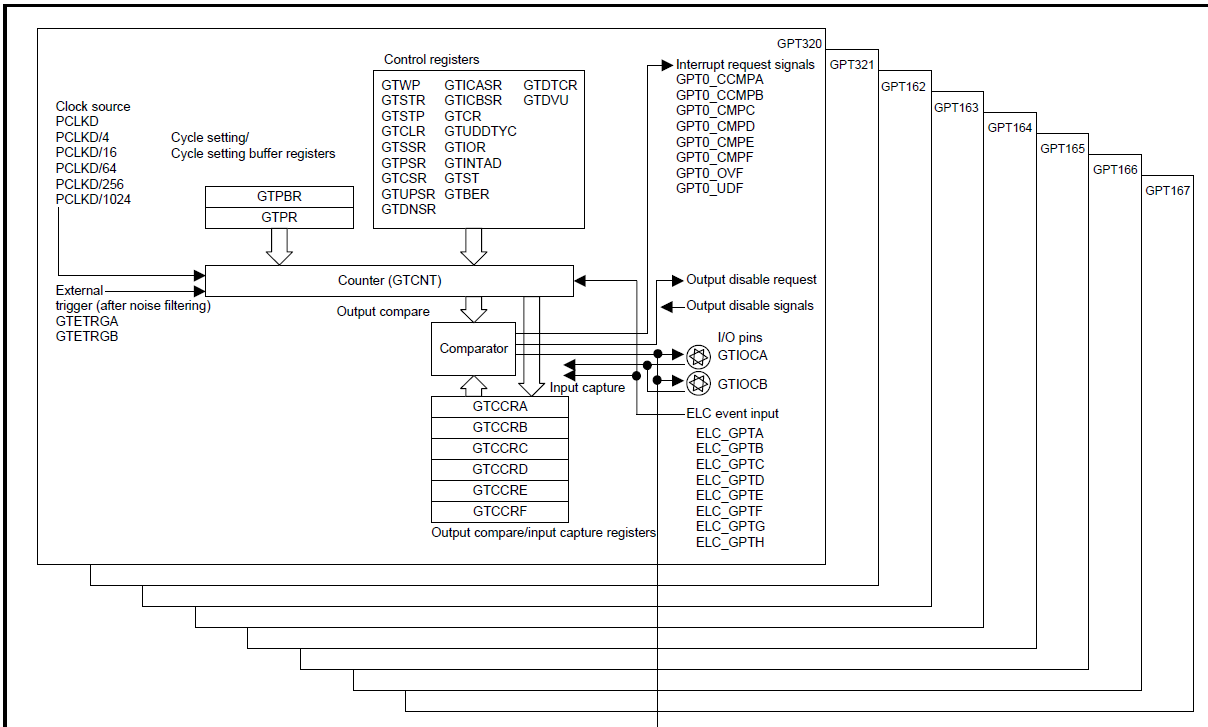 GPT320
GPT321
GPT162
GPT163
GPT164
GPT165
GPT166
GPT167
Clock source
PCLKD
PCLKD/4
PCLKD/16
PCLKD/64
PCLKD/256
PCLKD/1024
Cycle setting/
Cycle setting buffer registers
GTPBR
GTPR
Control registers
GTWP GTICASR GTDTCR
GTSTR GTICBSR GTDVU
GTSTP GTCR
GTCLR GTUDDTYC
GTSSR GTIOR
GTPSR GTINTAD
GTCSR GTST
GTUPSR GTBER
GTDNSR
Interrupt request signals
GPT0_CCMPA
GPT0_CCMPB
GPT0_CMPC
GPT0_CMPD
GPT0_CMPE
GPT0_CMPF
GPT0_OVF
GPT0_UDF
External
trigger (after noise filtering)
GTETRGA
GTETRGB
Counter (GTCNT)
Output compare
Comparator
Input capture
Output disable request
Output disable signals
I/O pins
GTIOCA
GTIOCB
ELC event input
ELC_GPTA
ELC_GPTB
ELC_GPTC
ELC_GPTD
ELC_GPTE
ELC_GPTF
ELC_GPTG
ELC_GPTH
GTCCRA
GTCCRB
GTCCRC
GTCCRD
GTCCRE
GTCCRF
Output compare/input capture registers